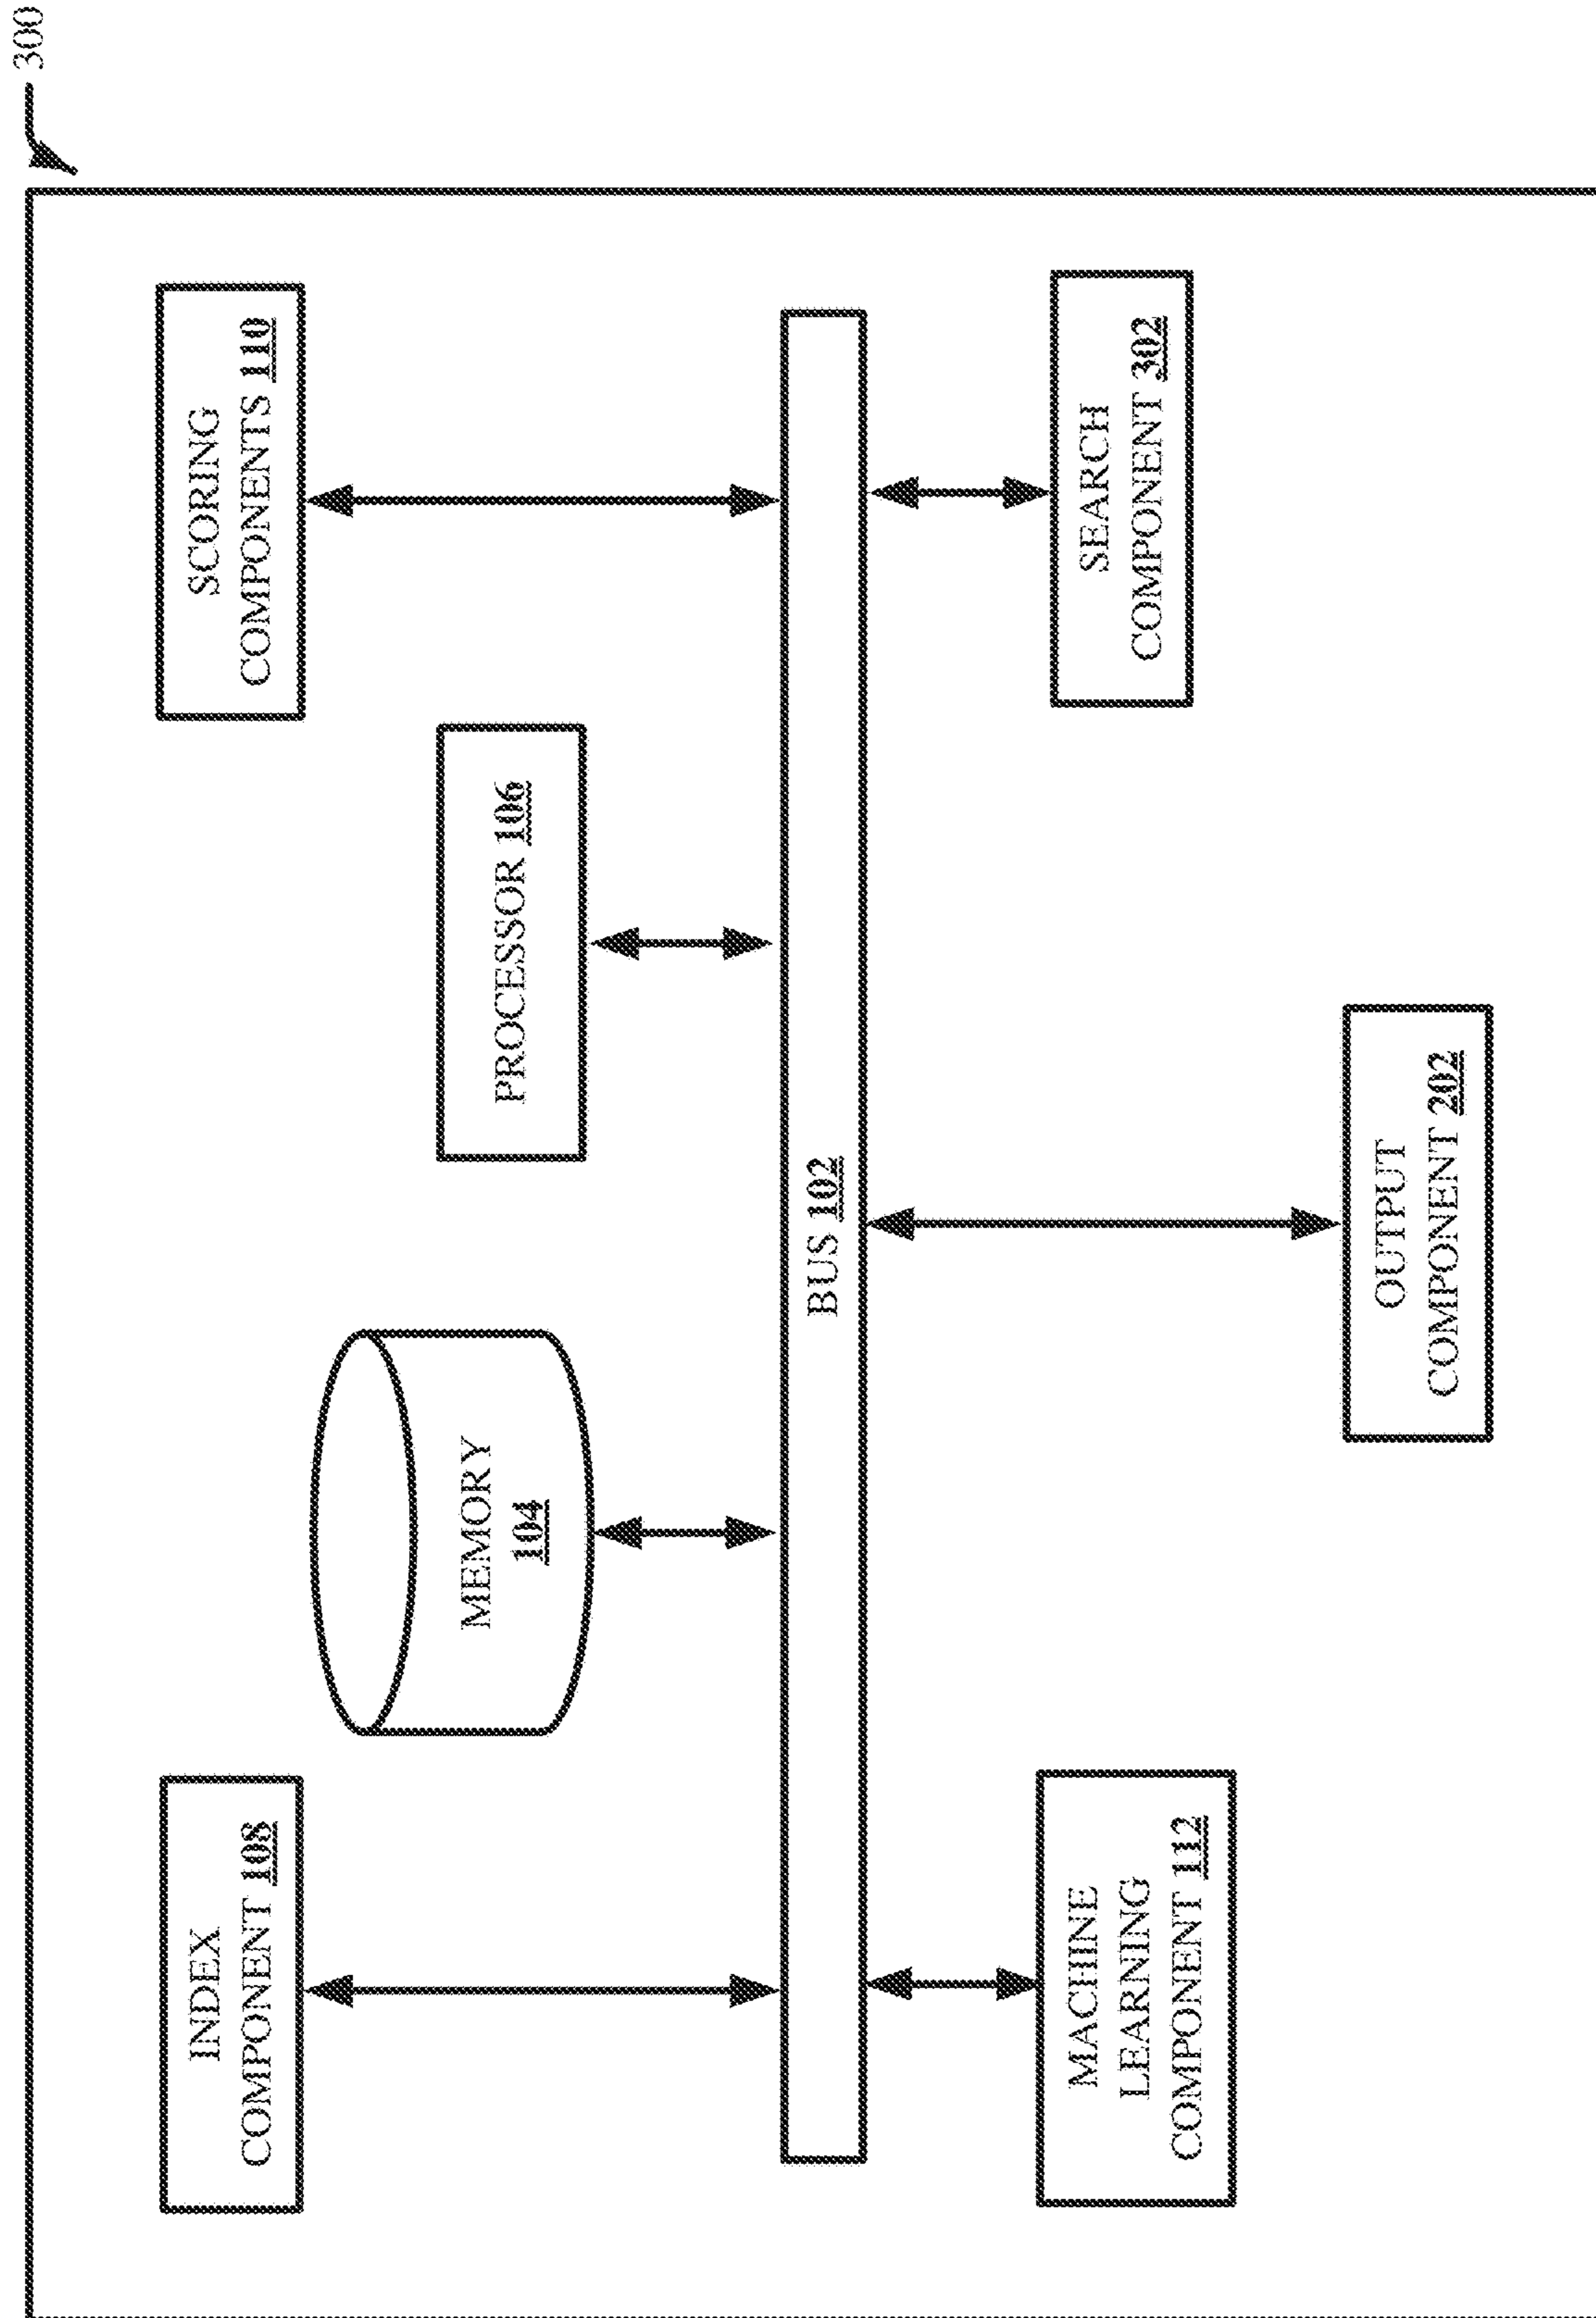 300
INDEX
COMPONENT 108
MEMORY
104
PROCESSOR 106
SCORING
COMPONENTS 110
BUS 102
MACHINE
LEARNING
COMPONENT 112
OUTPUT
COMPONENT 202
SEARCH
COMPONENT 302